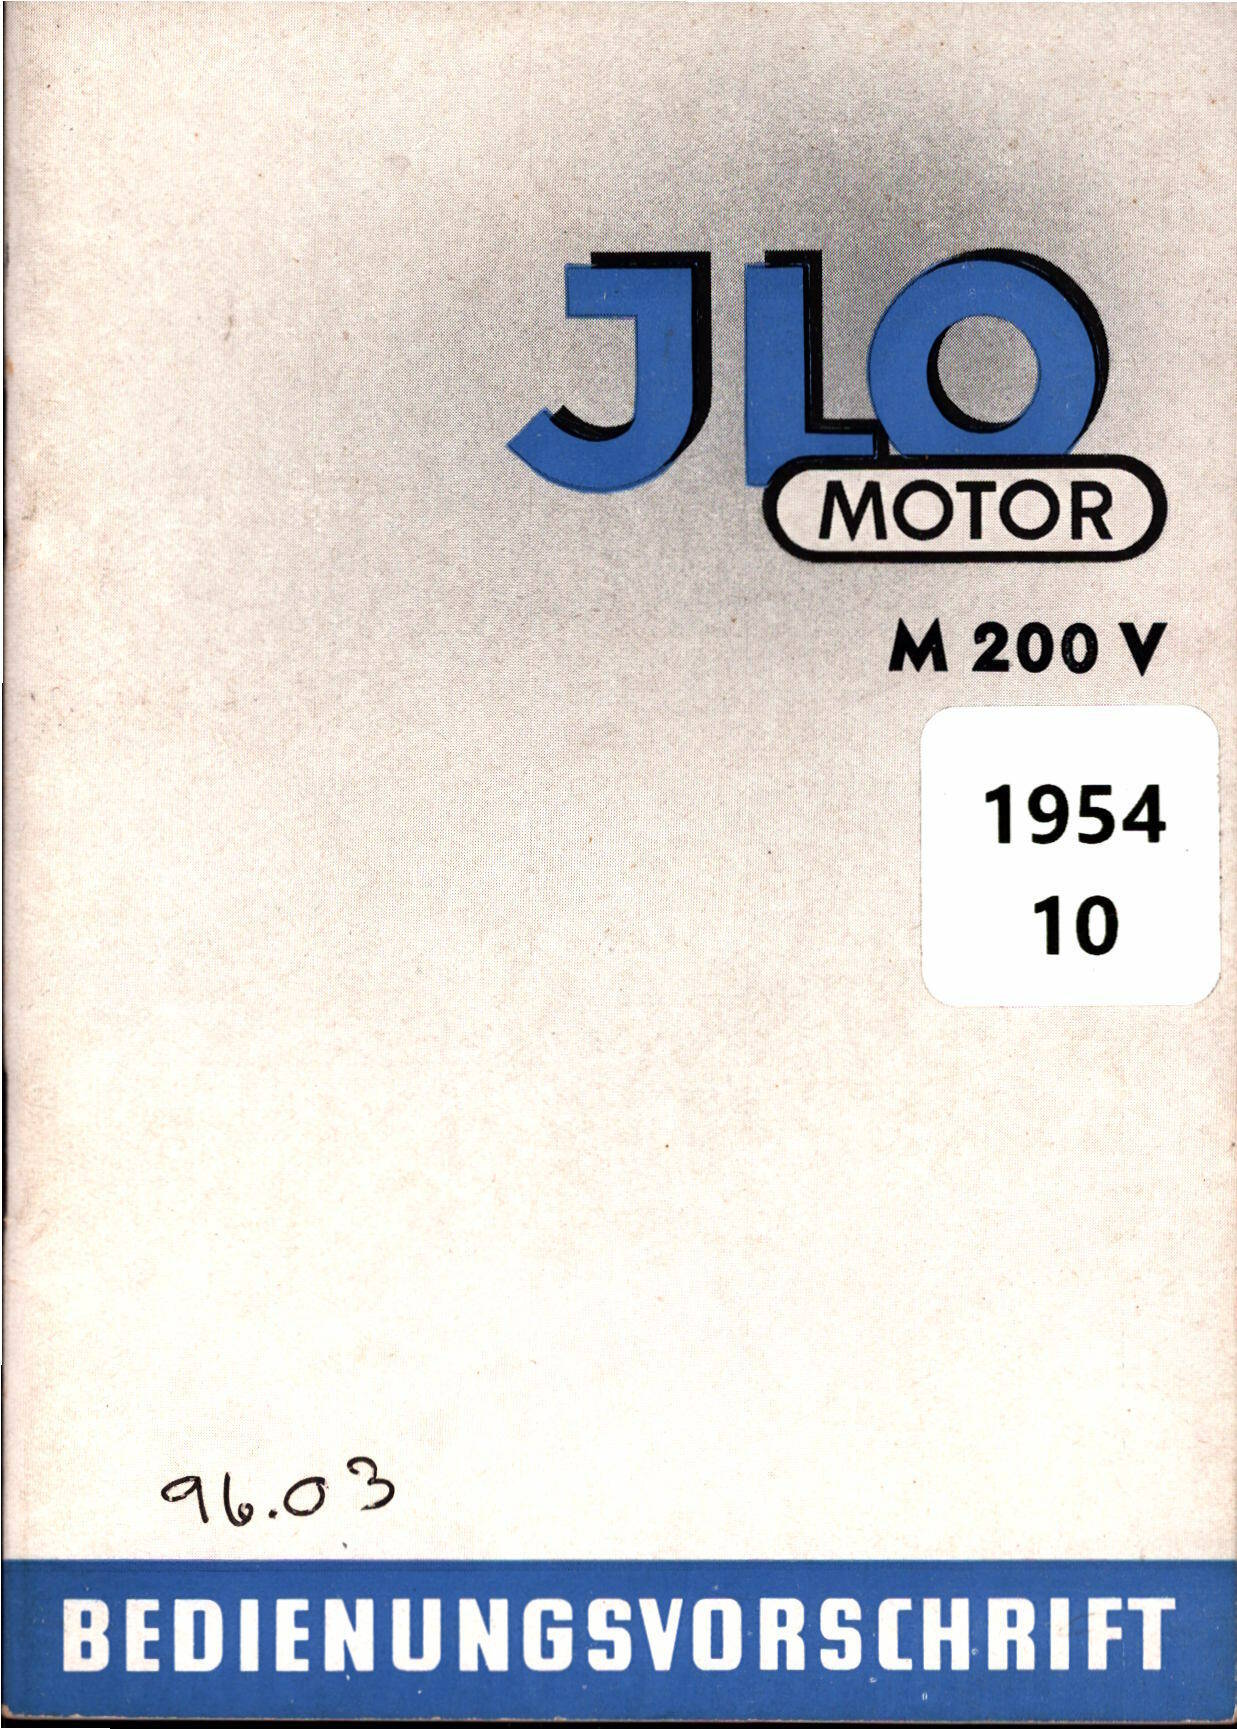 JLO
MOTOR
M 200 V
1954
10
96.03
BEDIENUNGSVORSCHRIFT